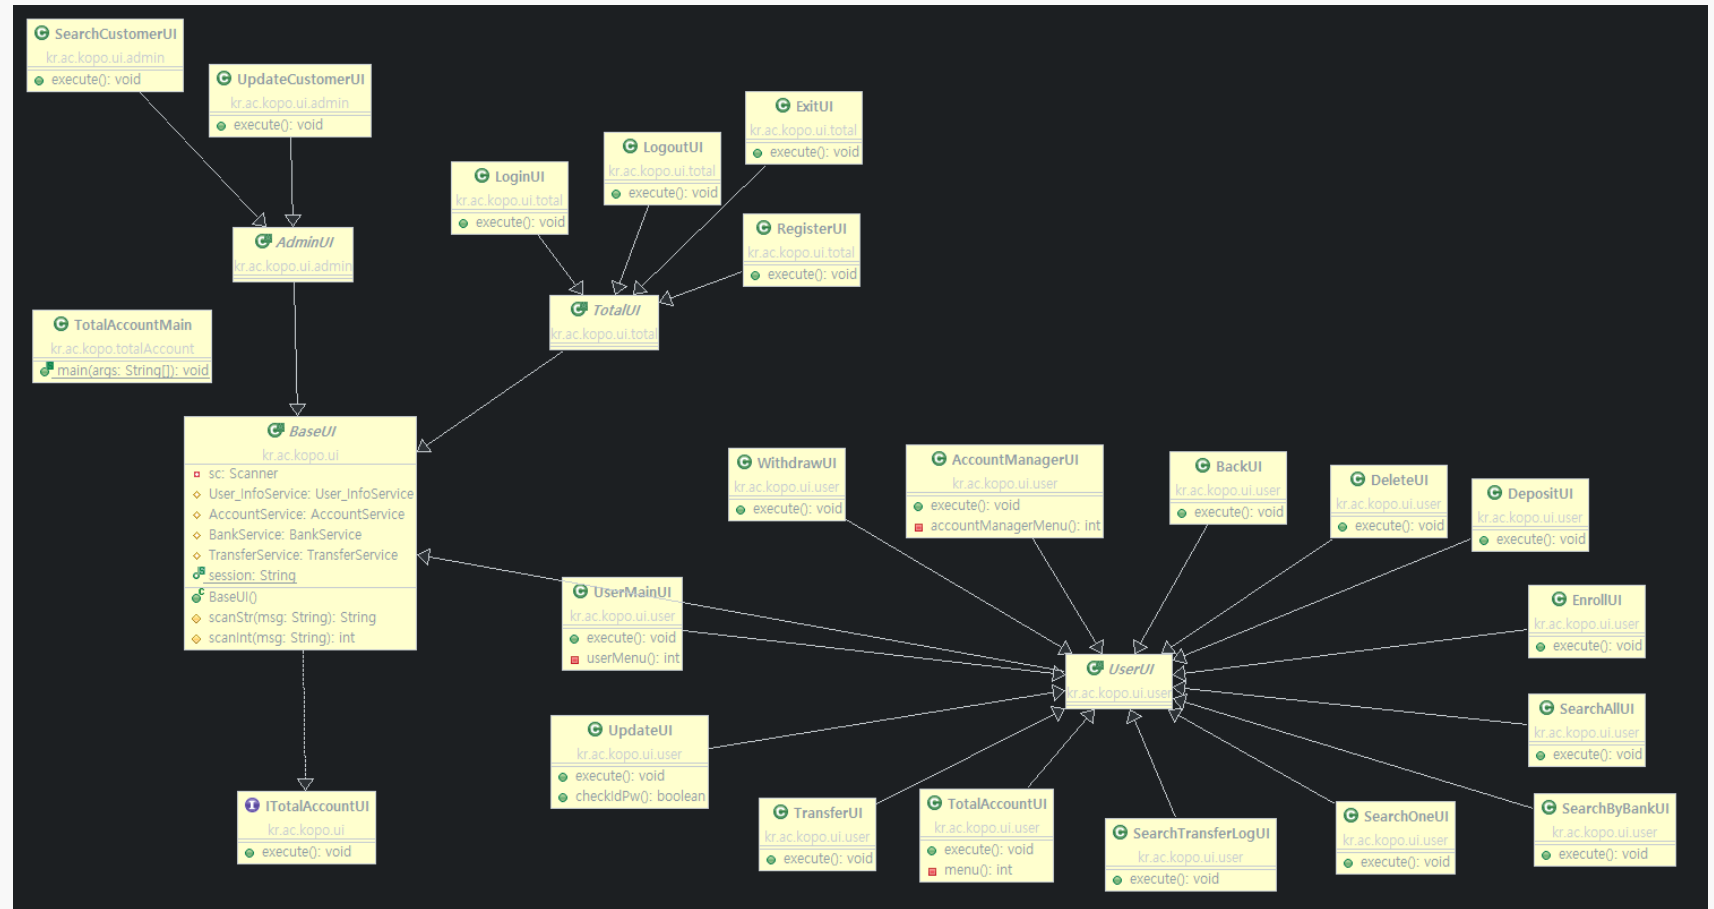 SearchCustomerUI
kr.ac.kopo.ui.admin
execute(): void
UpdateCustomerUI
kr.ac.kopo.ui.admin
execute(): void
ExitUI
kr.ac.kopo.ui.total
execute(): void
LogoutUI
kr.ac.kopo.ui.total
execute(): void
LoginUI
kr.ac.kopo.ui.total
execute(): void
RegisterUI
kr.ac.kopo.ui.total
execute(): void
AdminUI
kr.ac.kopo.ui.admin
TotalUI
kr.ac.kopo.ui.total
TotalAccountMain
kr.ac.kopo.totalAccount
main(args: String[]): void
BaseUI
kr.ac.kopo.ui
sc: Scanner
User_InfoService: User_InfoService
AccountService: AccountService
BankService: BankService
TransferService: TransferService
session: String
BaseUI()
scanStr(msg: String): String
scanInt(msg: String): int
WithdrawUI
kr.ac.kopo.ui.user
execute(): void
AccountManagerUI
kr.ac.kopo.ui.user
execute(): void
accountManagerMenu(): int
BackUI
kr.ac.kopo.ui.user
execute(): void
DeleteUI
kr.ac.kopo.ui.user
execute(): void
DepositUI
kr.ac.kopo.ui.user
execute(): void
UserMainUI
kr.ac.kopo.ui.user
execute(): void
userMenu(): int
EnrollUI
kr.ac.kopo.ui.user
execute(): void
UserUI
kr.ac.kopo.ui.user
UpdateUI
kr.ac.kopo.ui.user
execute(): void
checkIdPw(): boolean
SearchAllUI
kr.ac.kopo.ui.user
execute(): void
ITotalAccountUI
kr.ac.kopo.ui
execute(): void
TransferUI
kr.ac.kopo.ui.user
execute(): void
TotalAccountUI
kr.ac.kopo.ui.user
execute(): void
menu(): int
SearchTransferLogUI
kr.ac.kopo.ui.user
execute(): void
SearchOneUI
kr.ac.kopo.ui.user
execute(): void
SearchByBankUI
kr.ac.kopo.ui.user
execute(): void